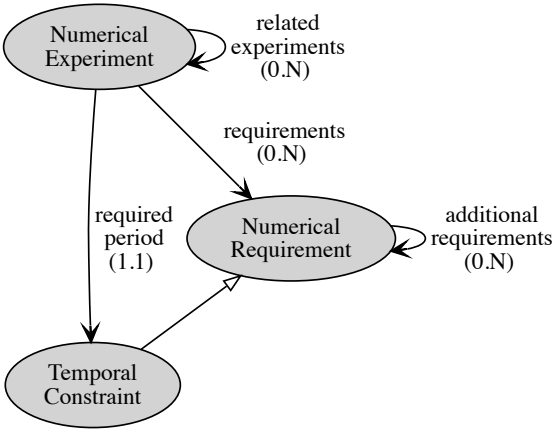 Numerical
Experiment
related
experiments
(0.N)
requirements
(0.N)
required
period
(1.1)
Numerical
Requirement
additional
requirements
(0.N)
Temporal
Constraint